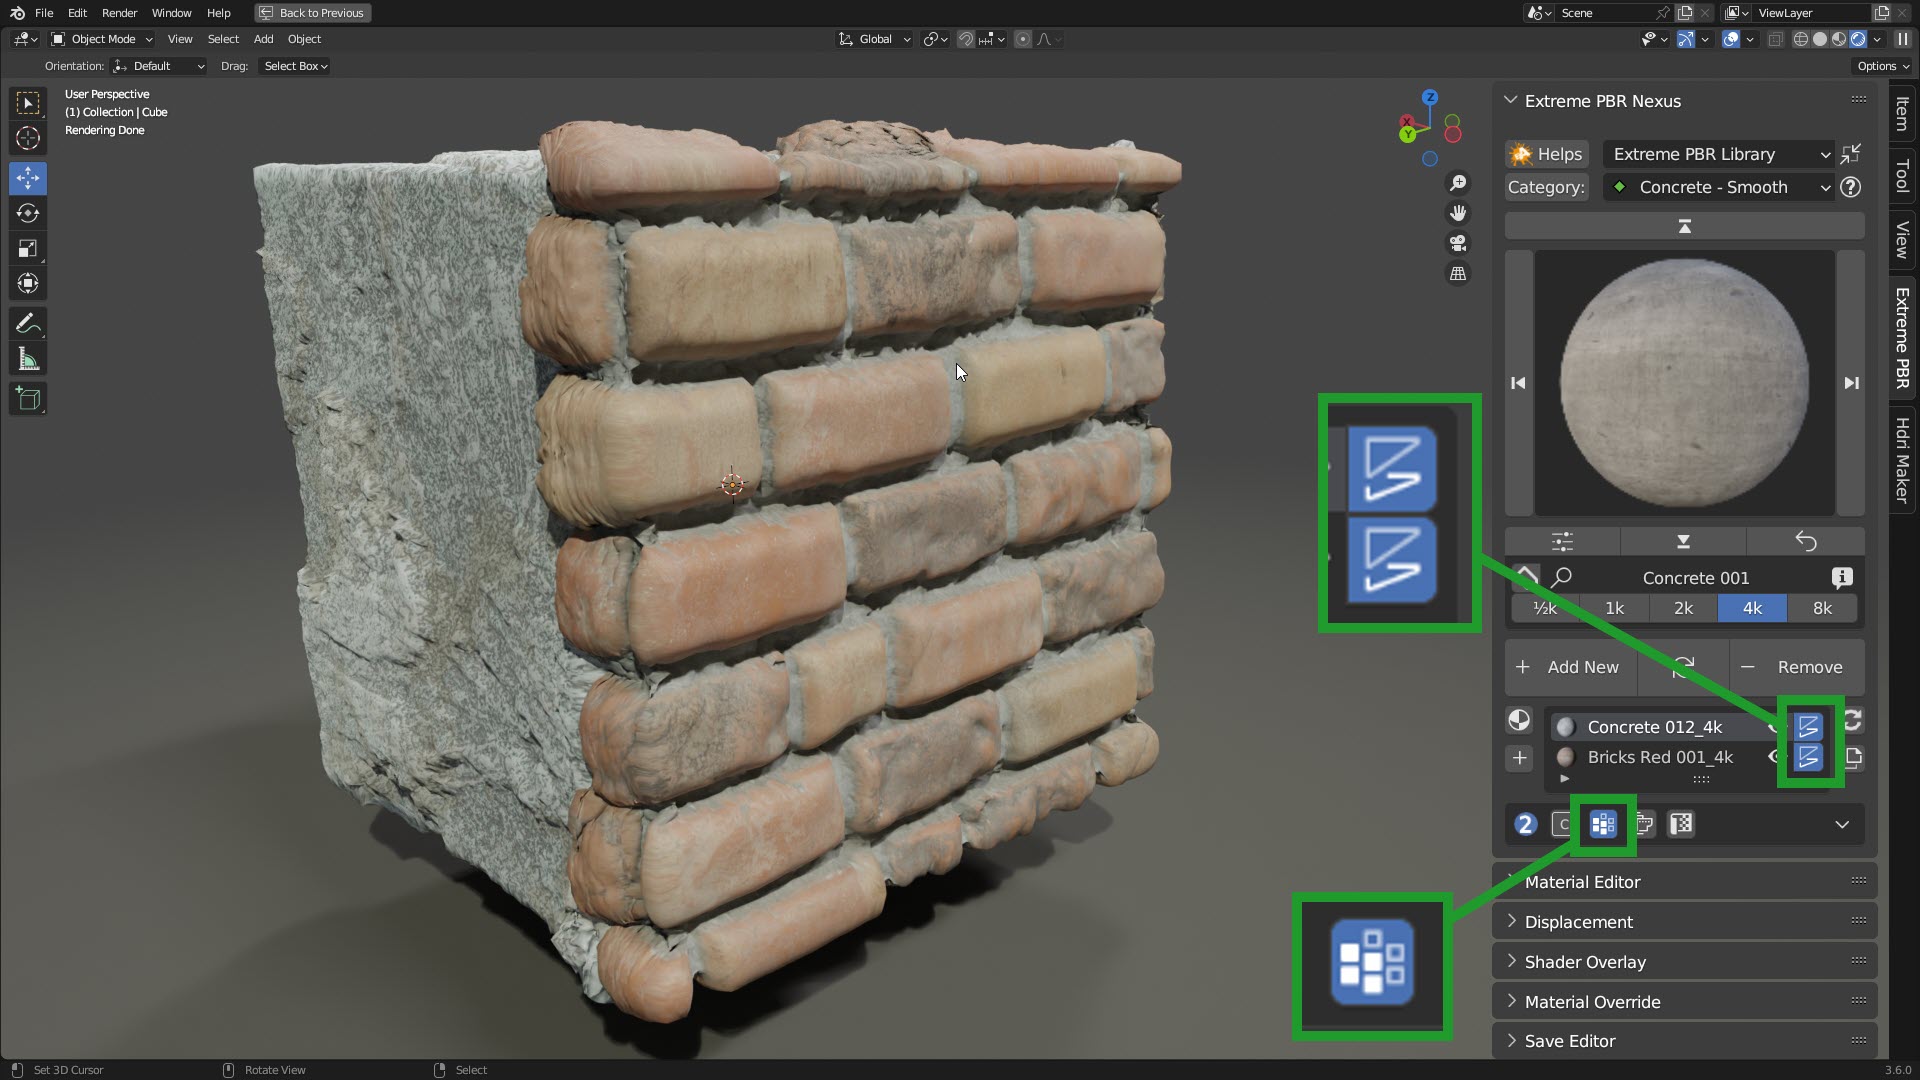 File Edit Render Window Help Back to Previous Scene ViewLayer
Object Mode View Select Add Object Global
Orientation: Default Drag: Select Box Options
User Perspective
(1) Collection | Cube
Rendering Done
Z
X
Y
Item
Tool
View
Extreme PBR
Hdri Maker
Extreme PBR Nexus
Helps Extreme PBR Library
Category: Concrete - Smooth
Concrete 001
½k 1k 2k 4k 8k
+ Add New − Remove
Concrete 012_4k
Bricks Red 001_4k
2 C
Material Editor
Displacement
Shader Overlay
Material Override
Save Editor
Set 3D Cursor Rotate View Select 3.6.0